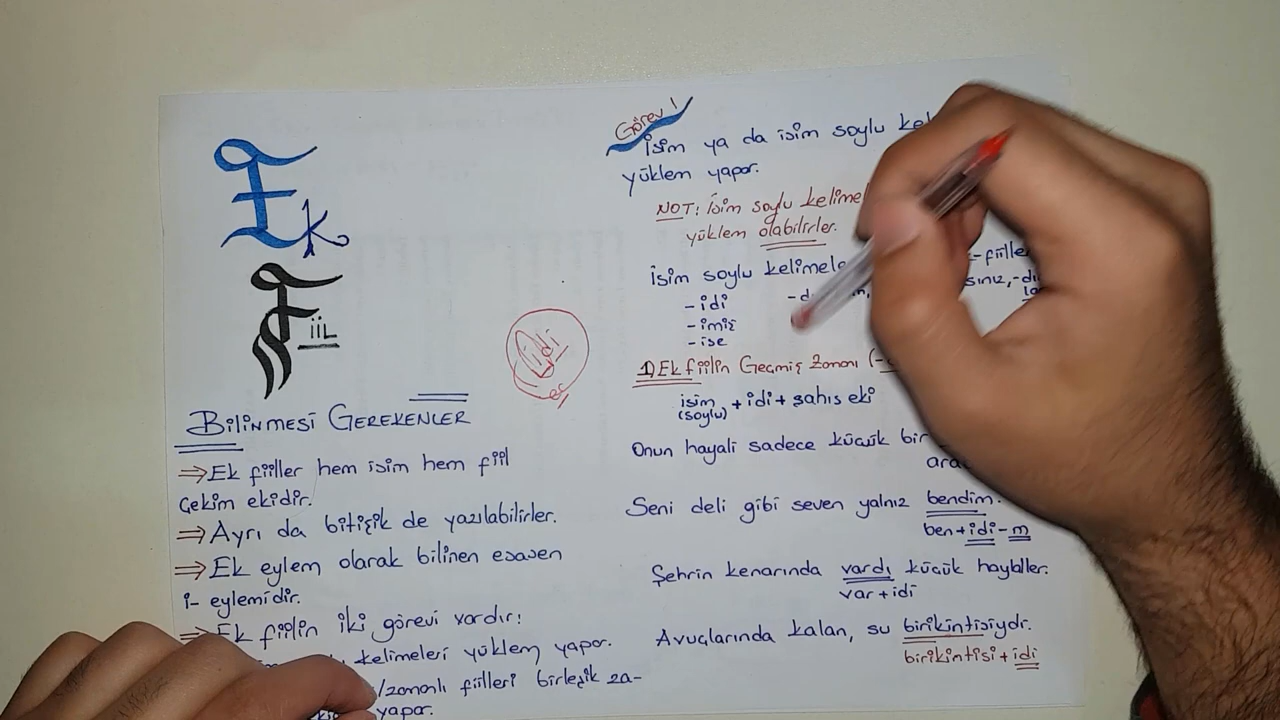 Ek
Fiil
BİLİNMESİ GEREKENLER
⇒ Ek fiiller hem isim hem fiil
çekim ekidir.
⇒ Ayrı da bitişik de yazılabilirler.
⇒ Ek eylem olarak bilinen esasen
i- eylemidir.
⇒ Ek fiilin iki görevi vardır:
kelimeleri yüklem yapar.
/zamanlı fiilleri birleşik za-
yapar.
idi
Görev 1
İsim ya da isim soylu
yüklem yapar.
NOT: İsim soylu
yüklem olabilirler.
İsim soylu
- idi
- imiş
- ise
1) Ek fiilin Geçmiş Zamanı
isim + idi + şahıs eki
(soylu)
Onun hayali sadece küçük bir
Seni deli gibi seven yalnız bendim.
ben+idi-m
Şehrin kenarında vardı küçük hayaller.
var+idi
Avuçlarında kalan, su birikintisiydi.
birikintisi+idi